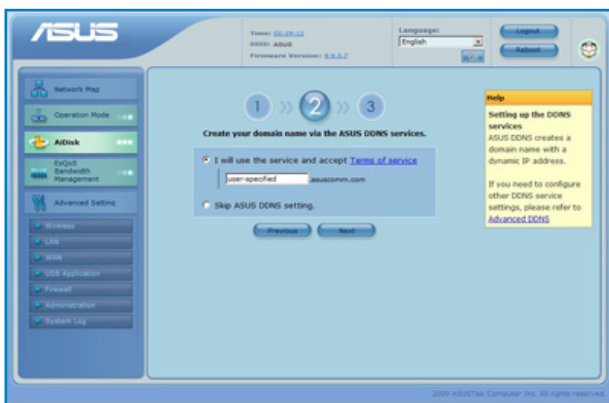 ASUS
Time: 02:29:12
SSID: ASUS
Firmware Version: 9.9.3.7
Language:
English
Logout
Reboot
Network Map
Operation Mode
AiDisk
EzQoS
Bandwidth
Management
Advanced Setting
Wireless
LAN
WAN
USB Application
Firewall
Administration
System Log
1 » 2 » 3
Create your domain name via the ASUS DDNS services.
I will use the service and accept Terms of service
user-specified .asuscomm.com
Skip ASUS DDNS setting.
Previous Next
Help
Setting up the DDNS
services
ASUS DDNS creates a
domain name with a
dynamic IP address.
If you need to configure
other DDNS service
settings, please refer to
Advanced DDNS
2009 ASUSTek Computer Inc. All rights reserved.